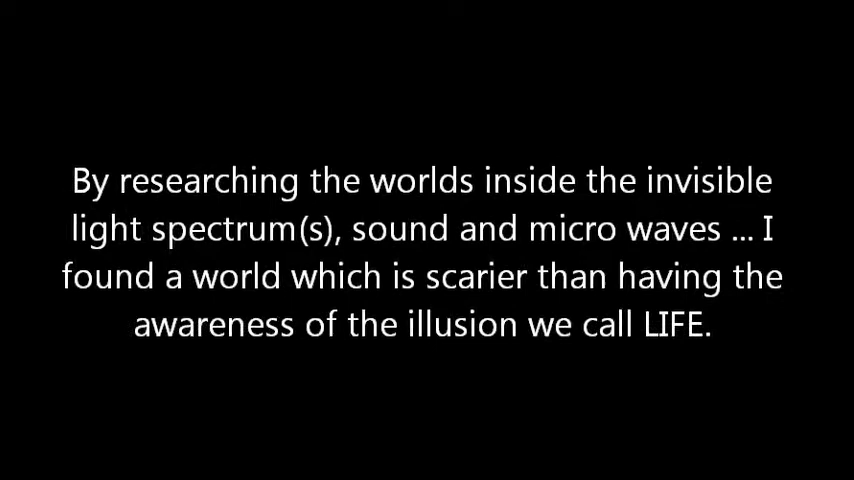 By researching the worlds inside the invisible
light spectrum(s), sound and micro waves ... I
found a world which is scarier than having the
awareness of the illusion we call LIFE.